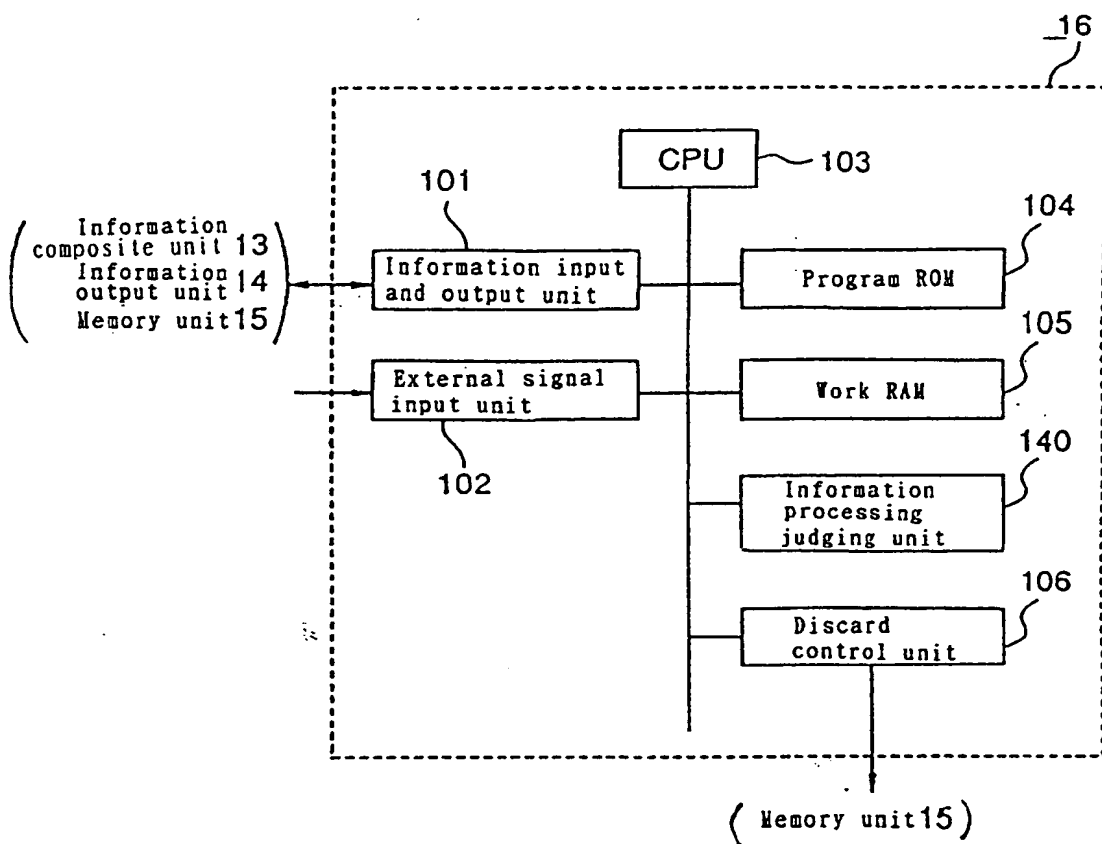 16
CPU
103
101
104
Information
composite unit 13
Information
output unit 14
Memory unit 15
Information input
and output unit
Program ROM
105
External signal
input unit
Work RAM
102
140
Information
processing
judging unit
106
Discard
control unit
( Memory unit 15 )